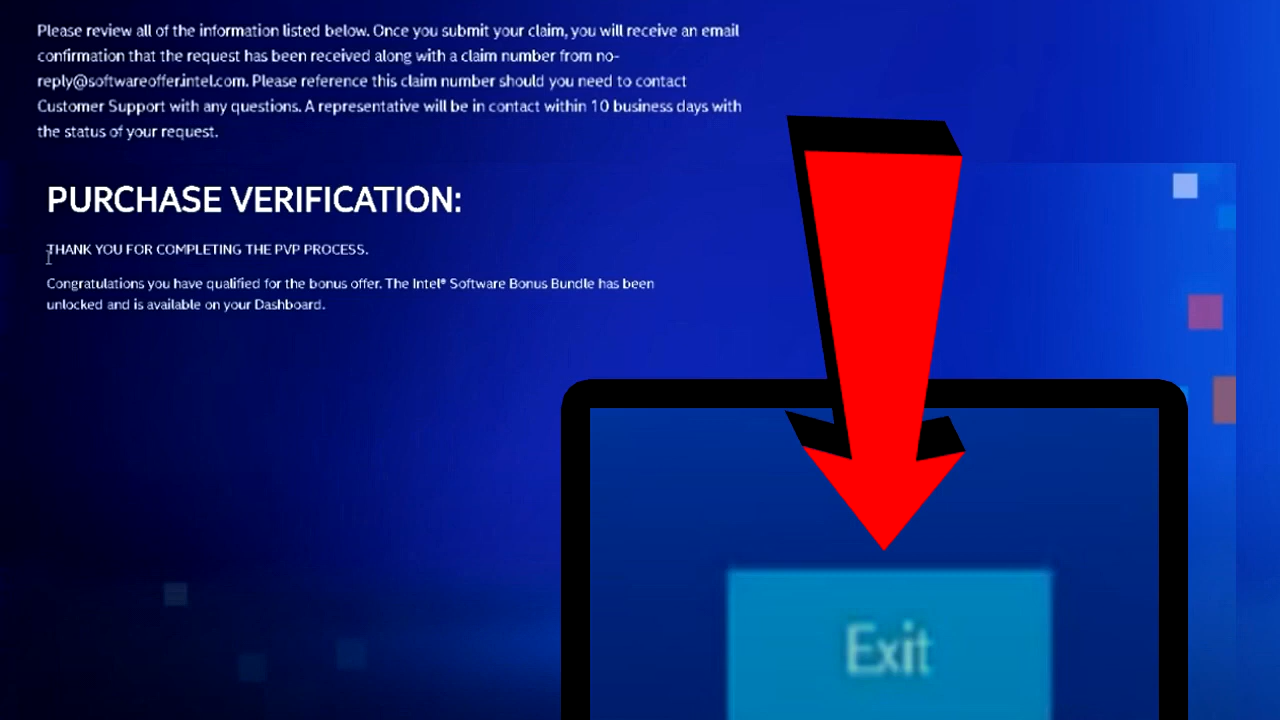 Please review all of the information listed below. Once you submit your claim, you will receive an email
confirmation that the request has been received along with a claim number from no-
reply@softwareoffer.intel.com. Please reference this claim number should you need to contact
Customer Support with any questions. A representative will be in contact within 10 business days with
the status of your request.
PURCHASE VERIFICATION:
THANK YOU FOR COMPLETING THE PVP PROCESS.
Congratulations you have qualified for the bonus offer. The Intel® Software Bonus Bundle has been
unlocked and is available on your Dashboard.
Exit